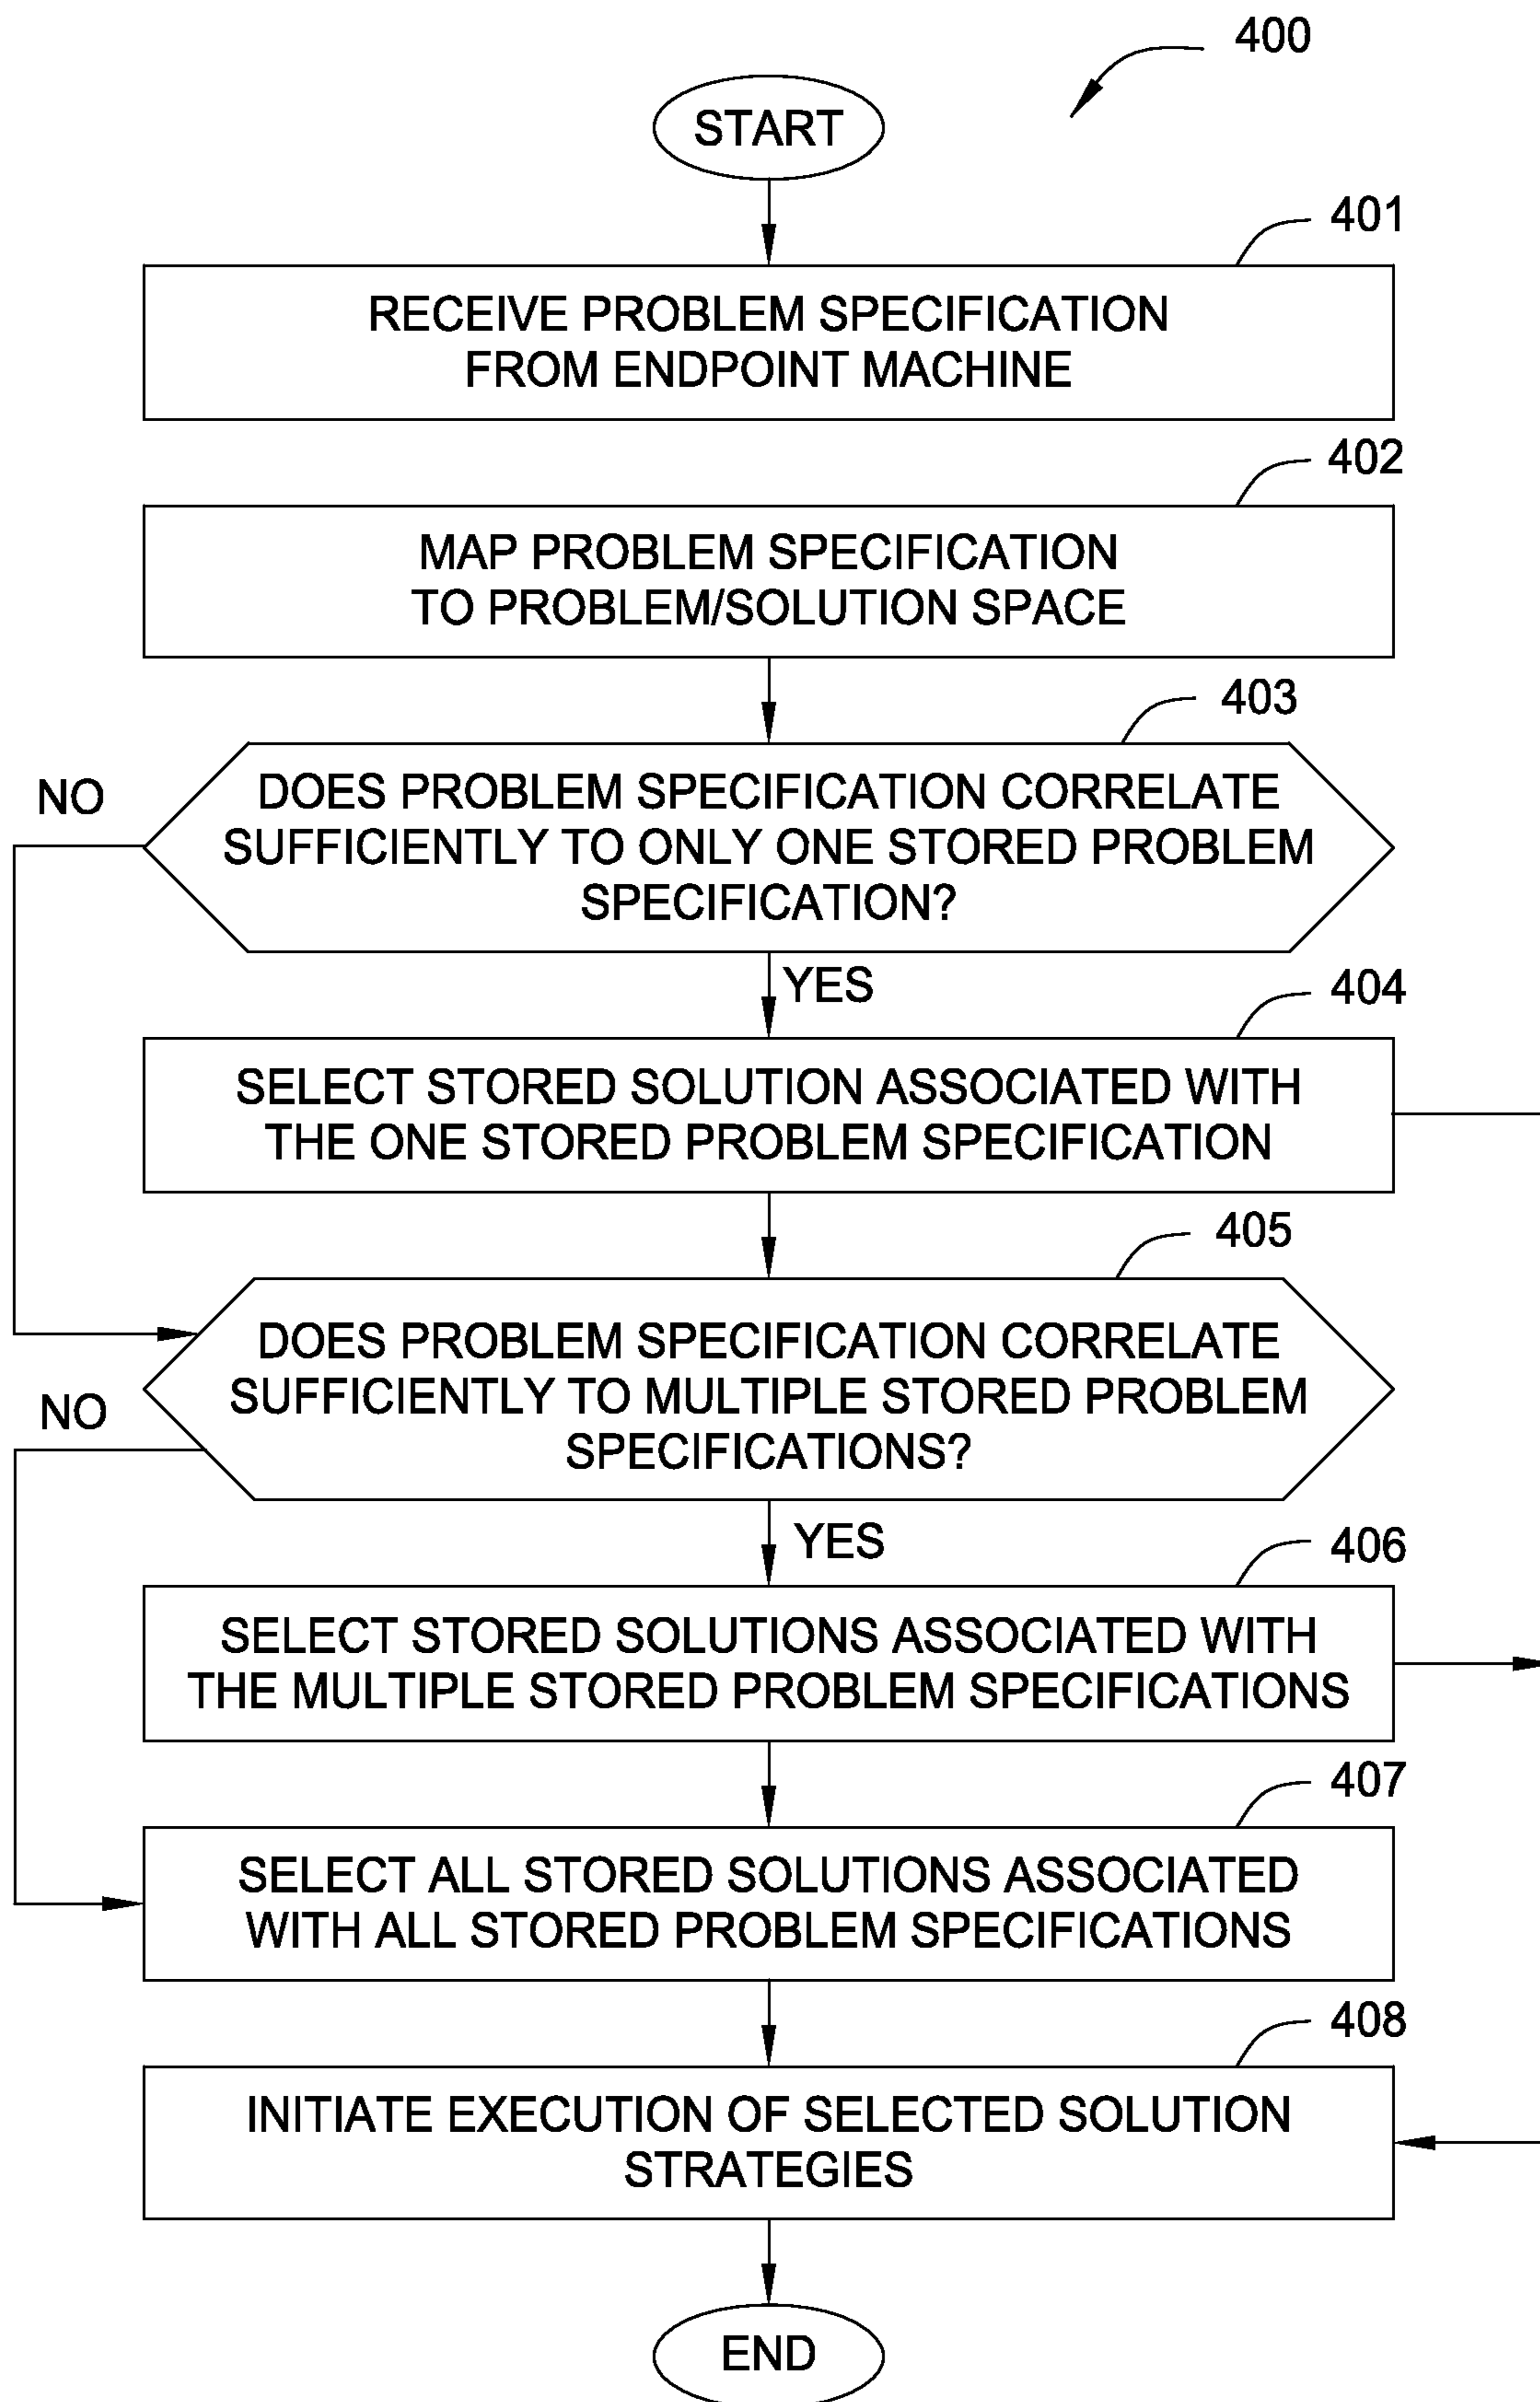 400
START
401
RECEIVE PROBLEM SPECIFICATION
FROM ENDPOINT MACHINE
402
MAP PROBLEM SPECIFICATION
TO PROBLEM/SOLUTION SPACE
403
NO
DOES PROBLEM SPECIFICATION CORRELATE
SUFFICIENTLY TO ONLY ONE STORED PROBLEM
SPECIFICATION?
YES
404
SELECT STORED SOLUTION ASSOCIATED WITH
THE ONE STORED PROBLEM SPECIFICATION
405
DOES PROBLEM SPECIFICATION CORRELATE
SUFFICIENTLY TO MULTIPLE STORED PROBLEM
SPECIFICATIONS?
NO
YES
406
SELECT STORED SOLUTIONS ASSOCIATED WITH
THE MULTIPLE STORED PROBLEM SPECIFICATIONS
407
SELECT ALL STORED SOLUTIONS ASSOCIATED
WITH ALL STORED PROBLEM SPECIFICATIONS
408
INITIATE EXECUTION OF SELECTED SOLUTION
STRATEGIES
END